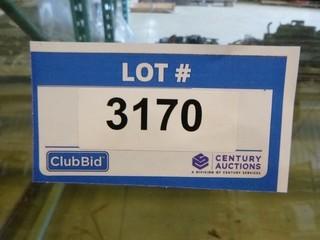 LOT #
3170
ClubBid
CENTURY
AUCTIONS
A DIVISION OF CENTURY SERVICES